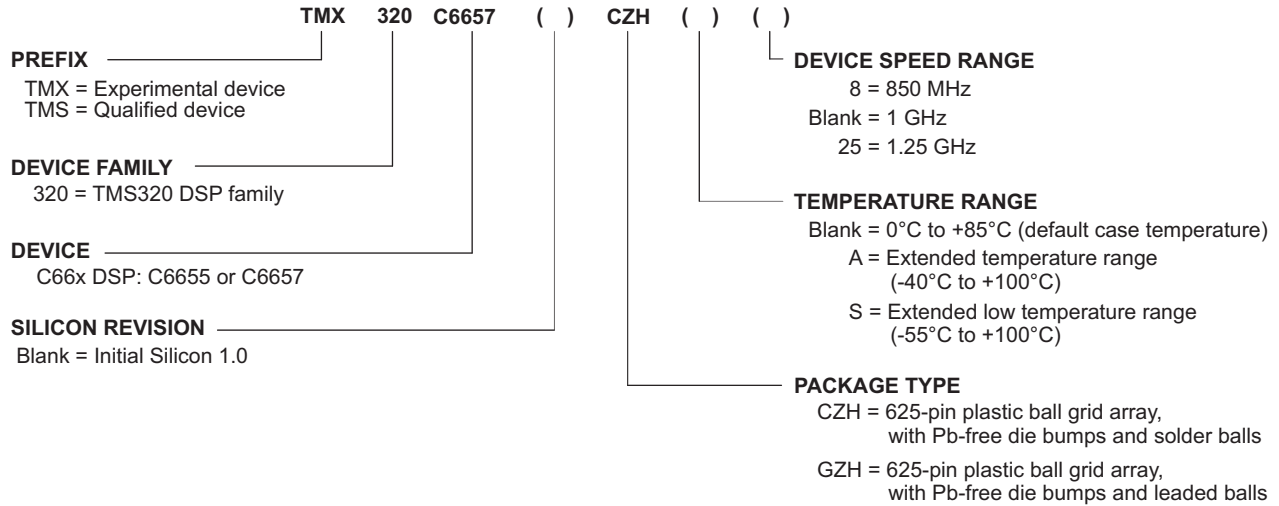 TMX 320 C6657 ( ) CZH ( ) ( )
PREFIX
TMX = Experimental device
TMS = Qualified device
DEVICE FAMILY
320 = TMS320 DSP family
DEVICE
C66x DSP: C6655 or C6657
SILICON REVISION
Blank = Initial Silicon 1.0
DEVICE SPEED RANGE
8 = 850 MHz
Blank = 1 GHz
25 = 1.25 GHz
TEMPERATURE RANGE
Blank = 0°C to +85°C (default case temperature)
A = Extended temperature range
(-40°C to +100°C)
S = Extended low temperature range
(-55°C to +100°C)
PACKAGE TYPE
CZH = 625-pin plastic ball grid array,
with Pb-free die bumps and solder balls
GZH = 625-pin plastic ball grid array,
with Pb-free die bumps and leaded balls